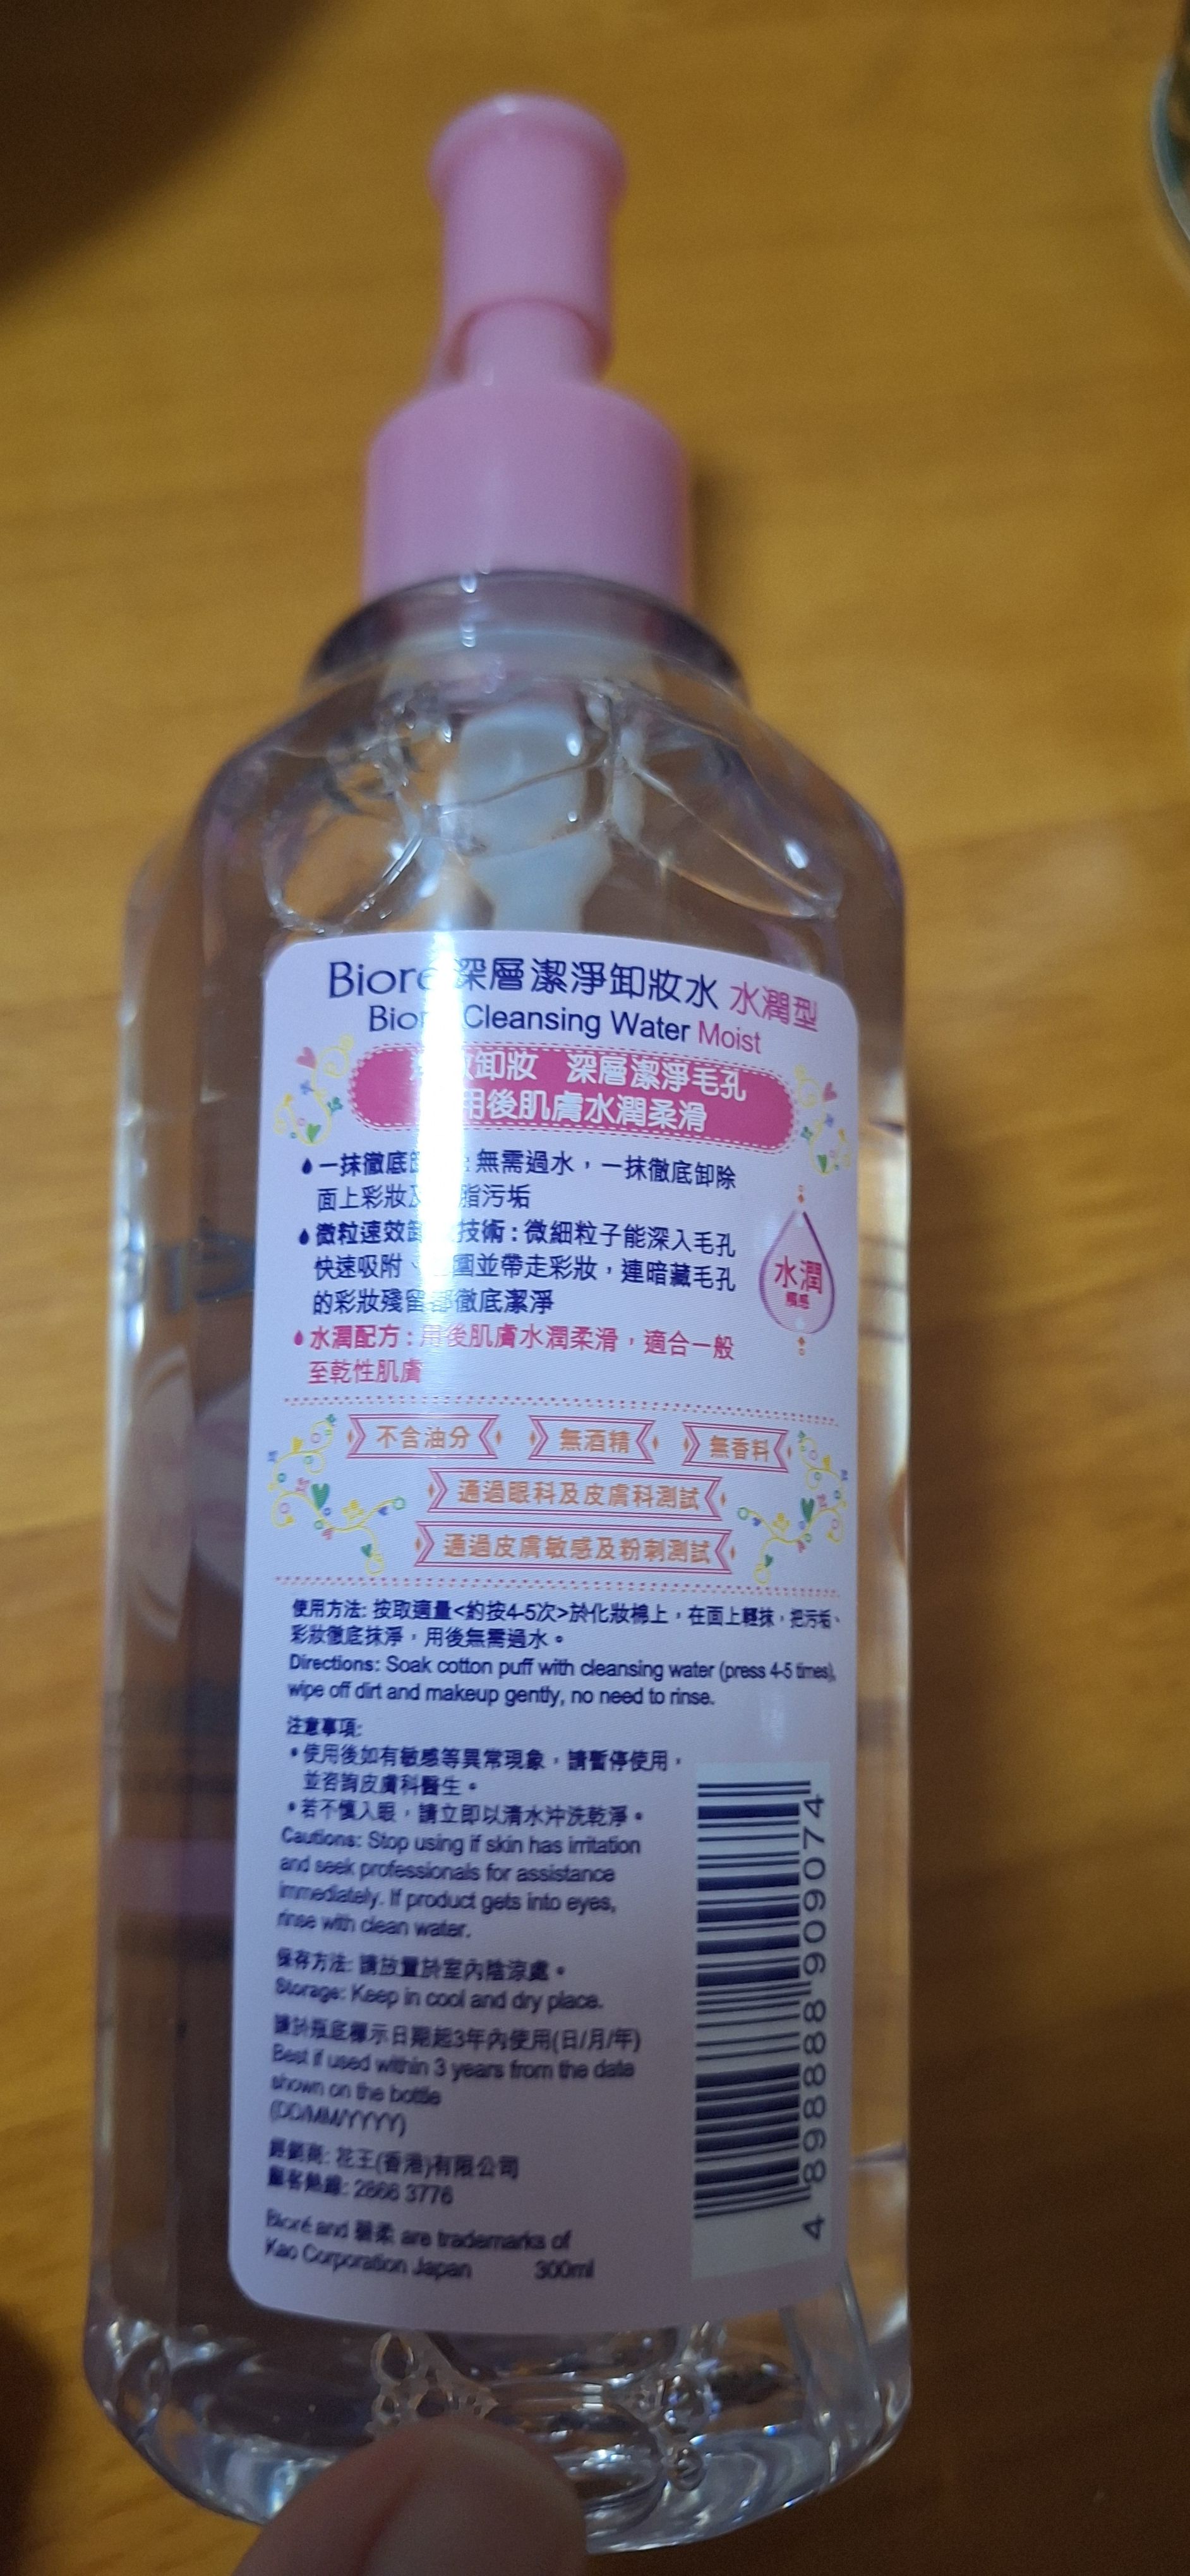 Bioré 深層潔淨卸妝水 水潤型
Bioré Cleansing Water Moist
卸妝 深層潔淨毛孔
用後肌膚水潤柔滑
一抹徹底 : 無需過水，一抹徹底卸除
面上彩妝及 脂污垢
微粒速效卸 技術 : 微細粒子能深入毛孔
快速吸附、 圍並帶走彩妝，連暗藏毛孔
的彩妝殘留都徹底潔淨
水潤配方 : 用後肌膚水潤柔滑，適合一般
至乾性肌膚
水潤
觸感
不含油分 無酒精 無香料
通過眼科及皮膚科測試
通過皮膚敏感及粉刺測試
使用方法: 按取適量<約按4-5次>於化妝棉上，在面上輕抹，把污垢、
彩妝徹底抹淨，用後無需過水。
Directions: Soak cotton puff with cleansing water (press 4-5 times),
wipe off dirt and makeup gently, no need to rinse.
注意事項:
•使用後如有敏感等異常現象，請暫停使用，
並咨詢皮膚科醫生。
•若不慎入眼，請立即以清水沖洗乾淨。
Cautions: Stop using if skin has irritation
and seek professionals for assistance
immediately. If product gets into eyes,
rinse with clean water.
保存方法: 請放置於室內陰涼處。
Storage: Keep in cool and dry place.
請於瓶底標示日期起3年內使用(日/月/年)
Best if used within 3 years from the date
shown on the bottle
(DD/MM/YYYY)
經銷商: 花王(香港)有限公司
顧客熱線: 2866 3778
Bioré and 碧柔 are trademarks of
Kao Corporation Japan 300ml
4 898888 909074